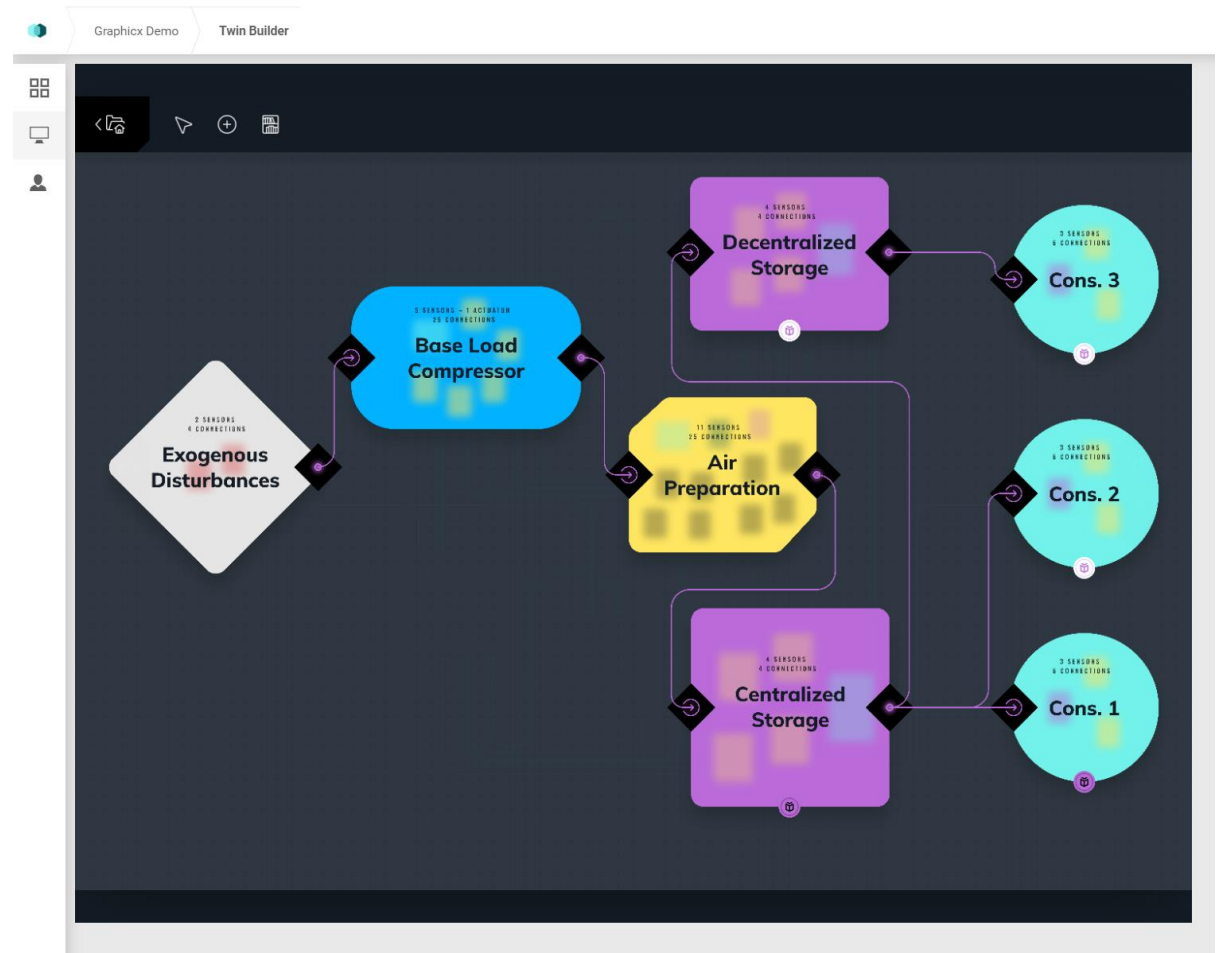 Graphicx Demo
Twin Builder
4 SENSORS
4 CONNECTIONS
Decentralized
Storage
3 SENSORS
6 CONNECTIONS
Cons. 3
5 SENSORS - 1 ACTUATOR
25 CONNECTIONS
Base Load
Compressor
2 SENSORS
4 CONNECTIONS
Exogenous
Disturbances
11 SENSORS
25 CONNECTIONS
Air
Preparation
3 SENSORS
6 CONNECTIONS
Cons. 2
4 SENSORS
4 CONNECTIONS
Centralized
Storage
3 SENSORS
6 CONNECTIONS
Cons. 1